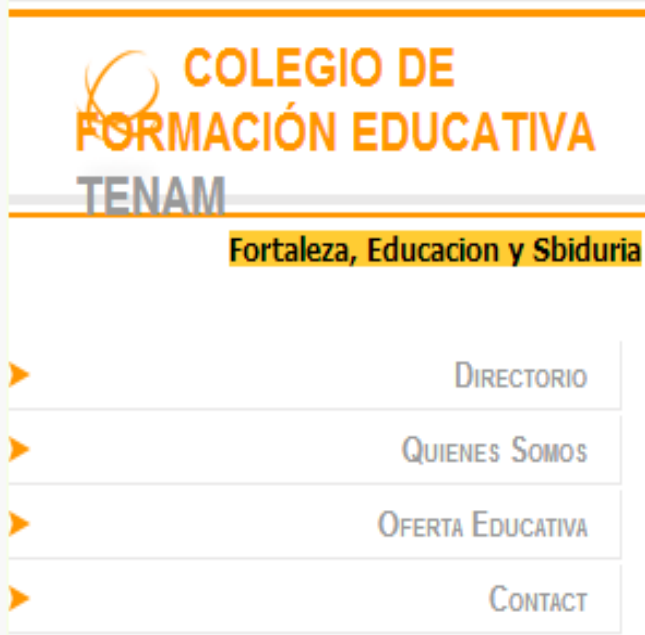 COLEGIO DE
FORMACIÓN EDUCATIVA
TENAM
Fortaleza, Educacion y Sbiduria
DIRECTORIO
QUIENES SOMOS
OFERTA EDUCATIVA
CONTACT